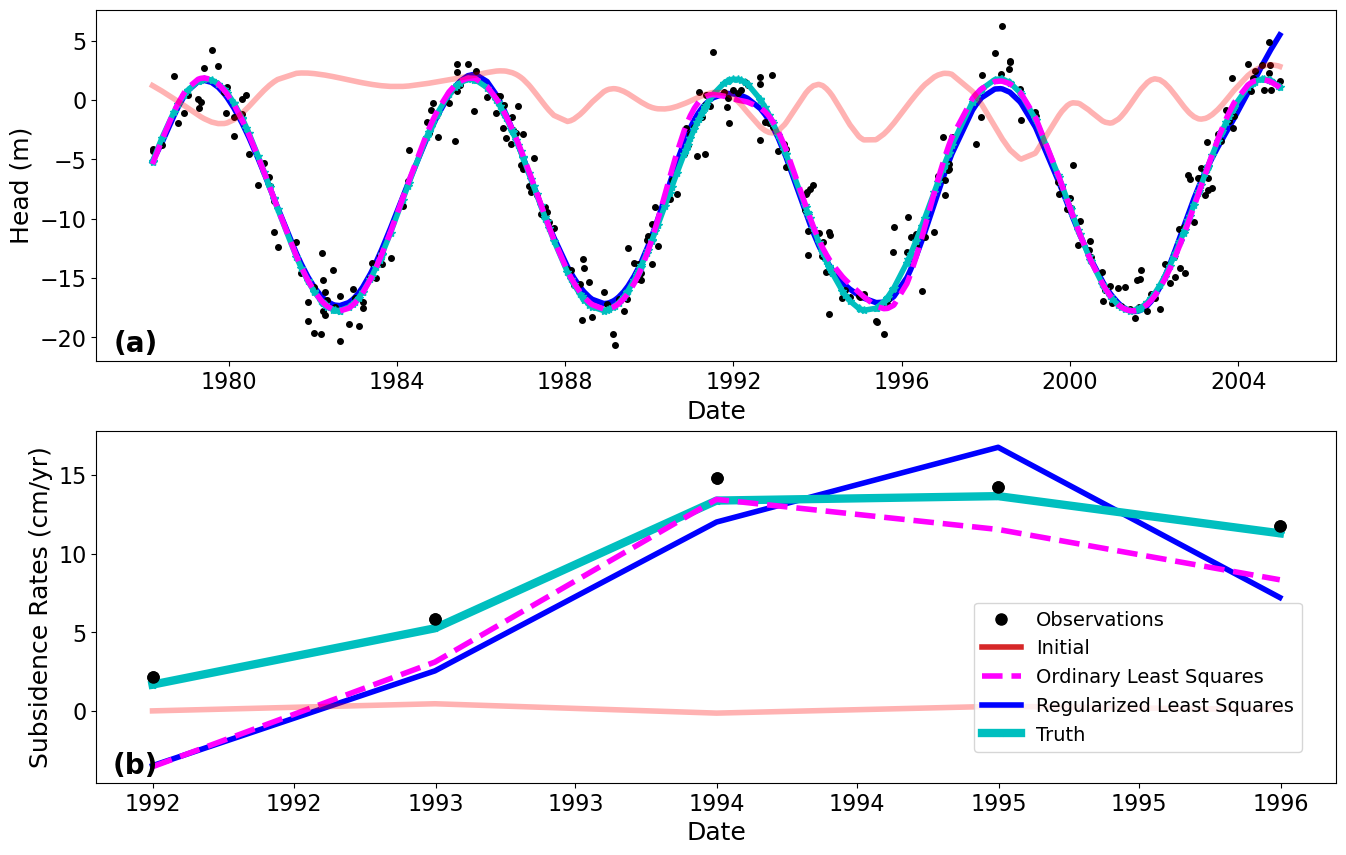 5
0
−5
−10
−15
−20
Head (m)
(a)
1980 1984 1988 1992 1996 2000 2004
Date
15
10
5
0
Subsidence Rates (cm/yr)
Observations
Initial
Ordinary Least Squares
Regularized Least Squares
Truth
(b)
1992 1992 1993 1993 1994 1994 1995 1995 1996
Date